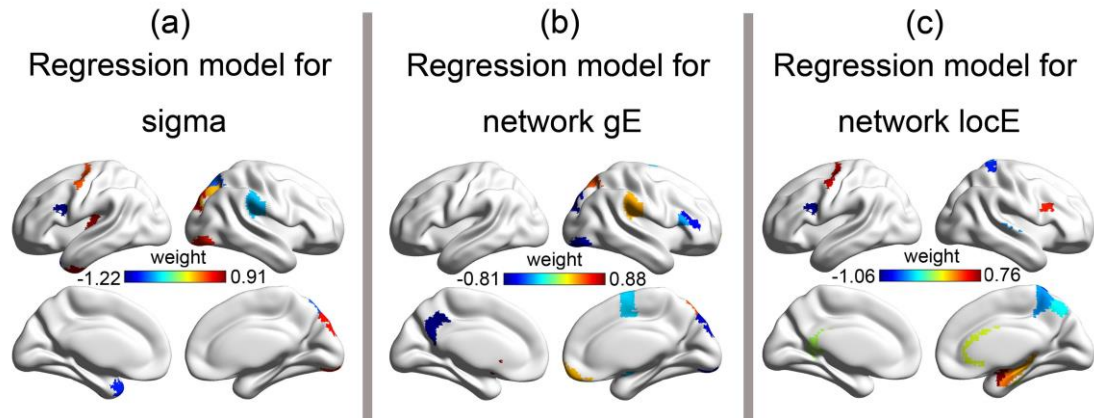 (a)
Regression model for
sigma
weight
-1.22 0.91
(b)
Regression model for
network gE
weight
-0.81 0.88
(c)
Regression model for
network locE
weight
-1.06 0.76